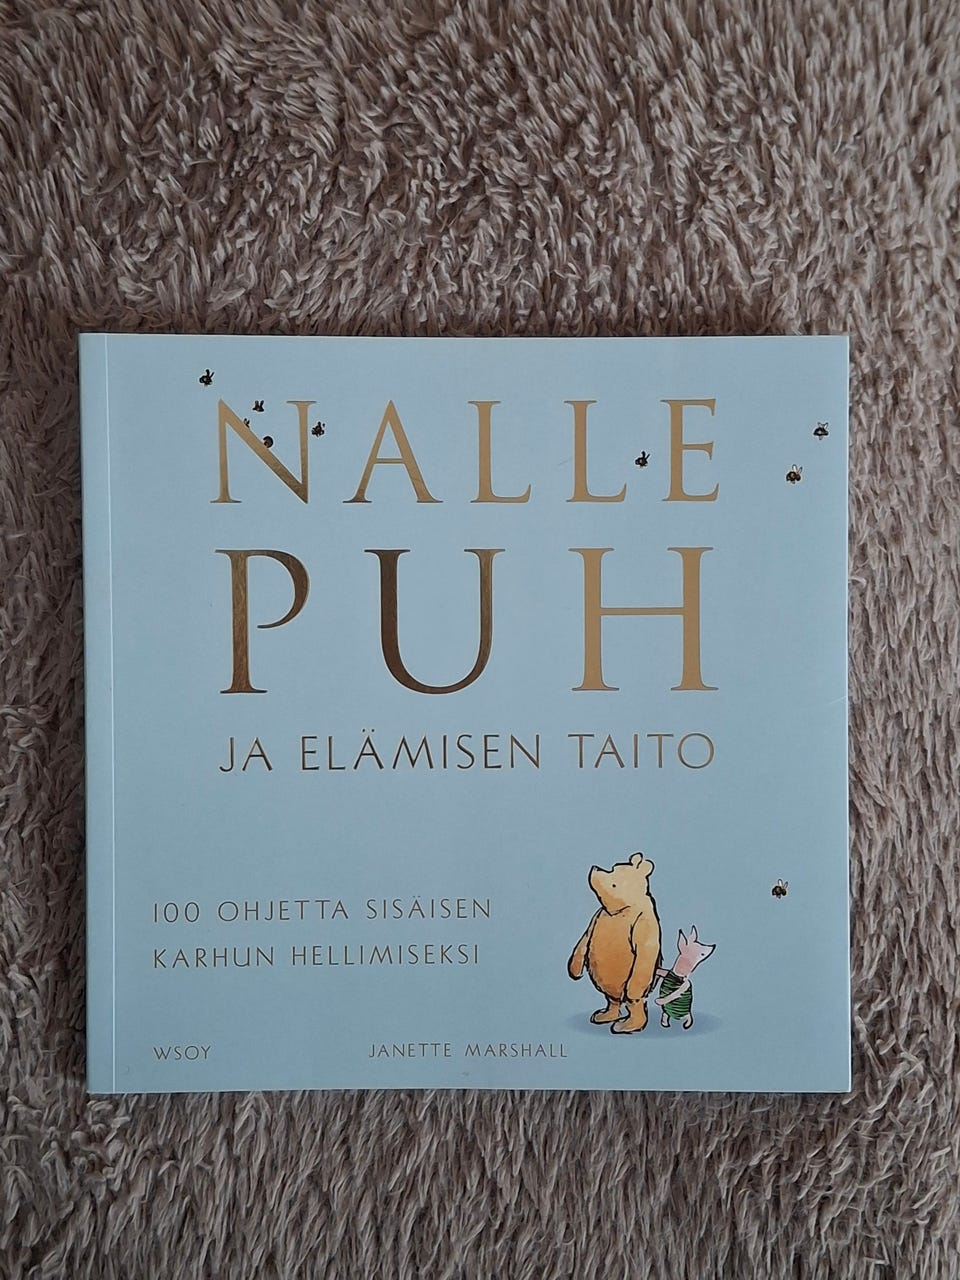 NALLE
PUH
JA ELÄMISEN TAITO
100 OHJETTA SISÄISEN
KARHUN HELLIMISEKSI
WSOY JANETTE MARSHALL